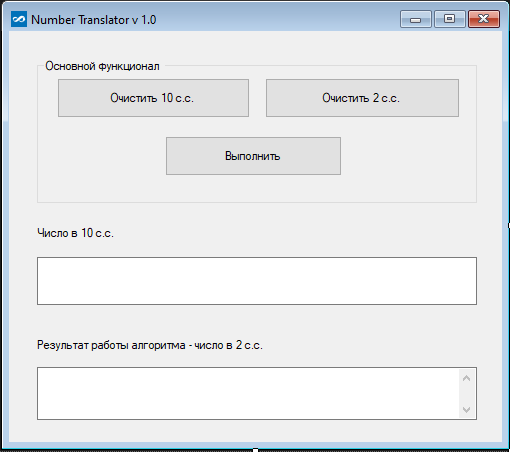 Number Translator v 1.0
Основной функционал
Очистить 10 с.с.
Очистить 2 с.с.
Выполнить
Число в 10 с.с.
Результат работы алгоритма - число в 2 с.с.